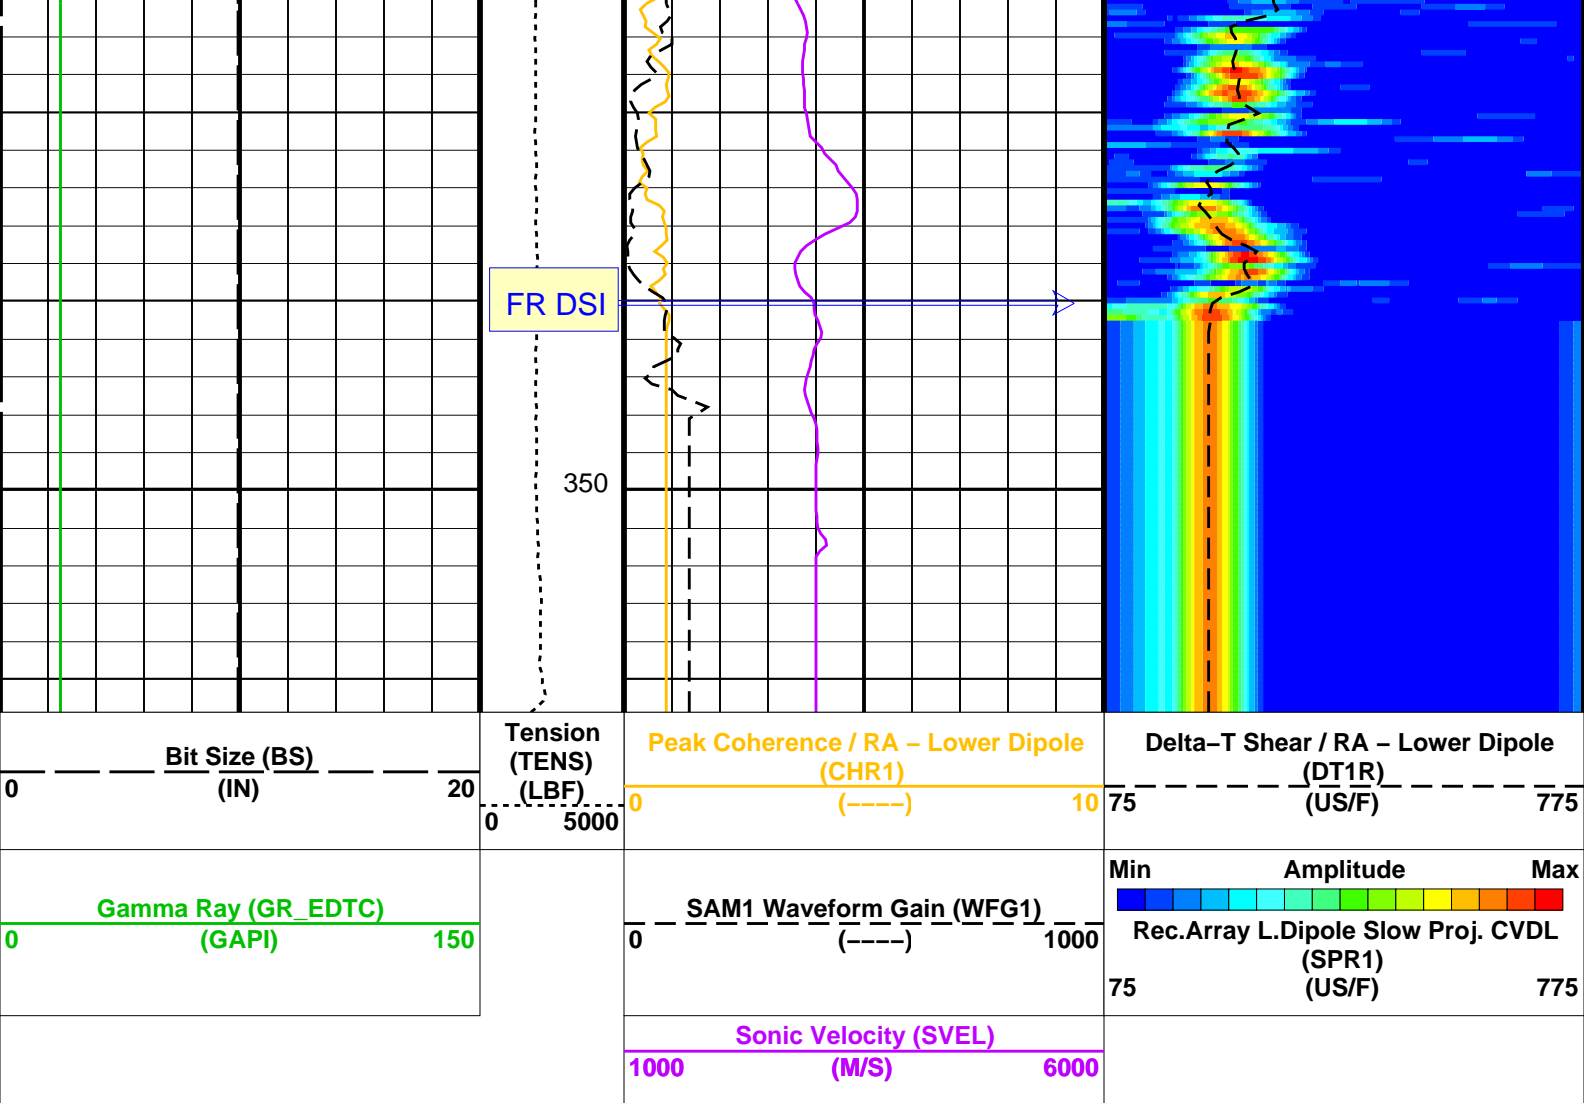 FR DSI
350
Bit Size (BS)
0 (IN) 20
Tension
(TENS)
(LBF)
0 5000
Peak Coherence / RA – Lower Dipole
(CHR1)
0 (––––) 10
Delta–T Shear / RA – Lower Dipole
(DT1R)
75 (US/F) 775
Gamma Ray (GR_EDTC)
0 (GAPI) 150
SAM1 Waveform Gain (WFG1)
0 (––––) 1000
Min Amplitude Max
Rec.Array L.Dipole Slow Proj. CVDL
(SPR1)
75 (US/F) 775
Sonic Velocity (SVEL)
1000 (M/S) 6000